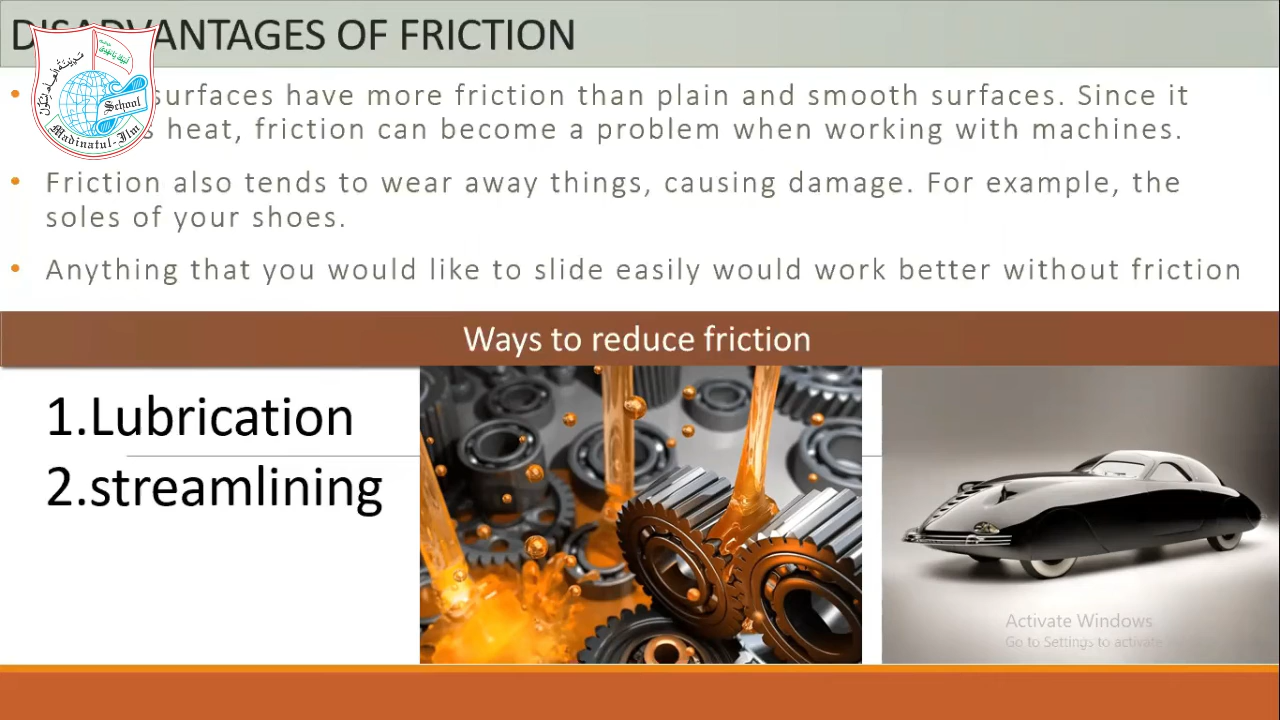 DISADVANTAGES OF FRICTION
surfaces have more friction than plain and smooth surfaces. Since it
heat, friction can become a problem when working with machines.
• Friction also tends to wear away things, causing damage. For example, the
soles of your shoes.
• Anything that you would like to slide easily would work better without friction
School
Madinatul-Ilm
Ways to reduce friction
1.Lubrication
2.streamlining
Activate Windows
Go to Settings to activate